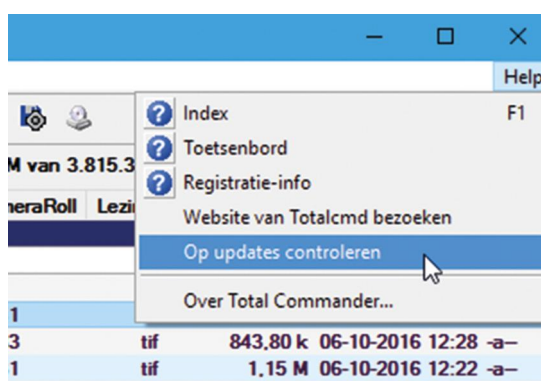 Help
Index F1
Toetsenbord
M van 3.815.3 Registratie-info
neraRoll Lezi Website van Totalcmd bezoeken
Op updates controleren
Over Total Commander...
1
3 tif 843,80 k 06-10-2016 12:28 -a--
1 tif 1,15 M 06-10-2016 12:22 -a--